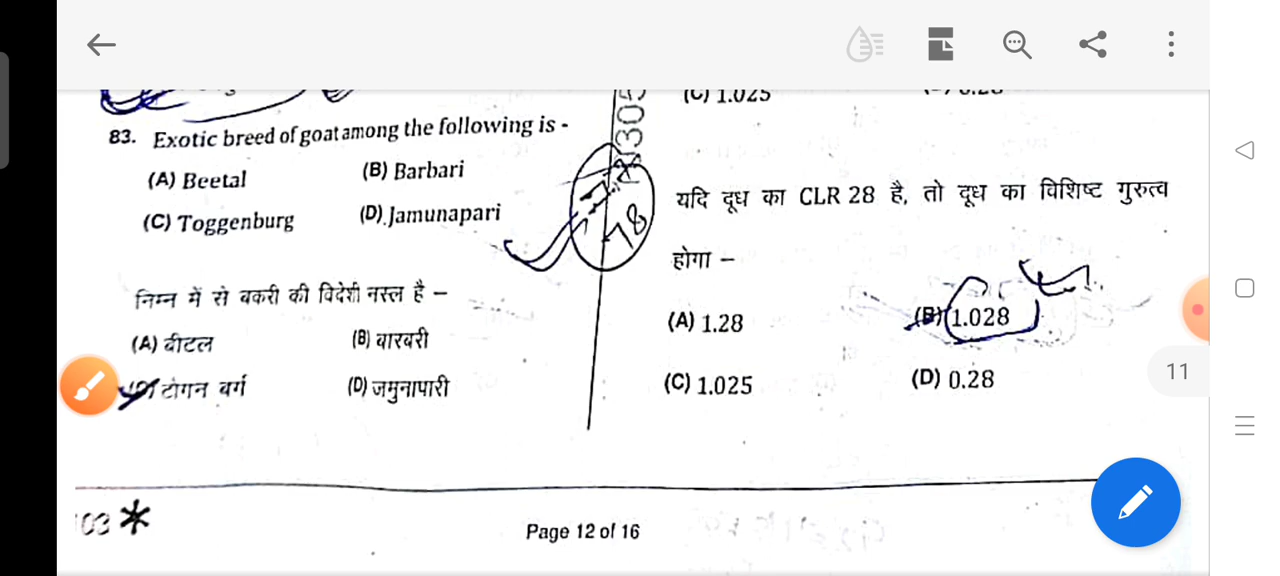 83. Exotic breed of goat among the following is -
(A) Beetal (B) Barbari
(C) Toggenburg (D) Jamunapari
निम्न में से बकरी की विदेशी नस्ल है –
(A) बीटल (B) बारबरी
टोगन बर्ग (D) जमुनापारी
(C) 1.025
यदि दूध का CLR 28 है, तो दूध का विशिष्ट गुरुत्व
होगा –
(A) 1.28 (B) 1.028
(C) 1.025 (D) 0.28
11
03 *
Page 12 of 16